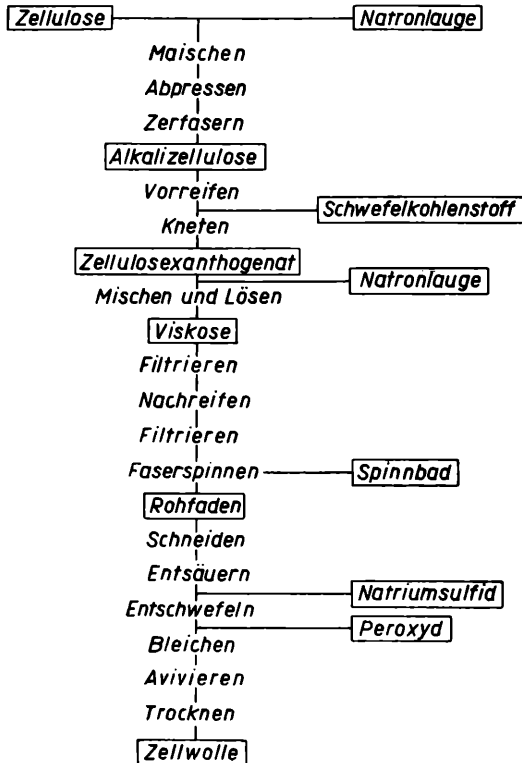 Zellulose Natronlauge
Maischen
Abpressen
Zerfasern
Alkalizellulose
Vorreifen
Schwefelkohlenstoff
Kneten
Zellulosexanthogenat
Natronlauge
Mischen und Lösen
Viskose
Filtrieren
Nachreifen
Filtrieren
Faserspinnen Spinnbad
Rohfaden
Schneiden
Entsäuern
Natriumsulfid
Entschwefeln
Peroxyd
Bleichen
Avivieren
Trocknen
Zellwolle